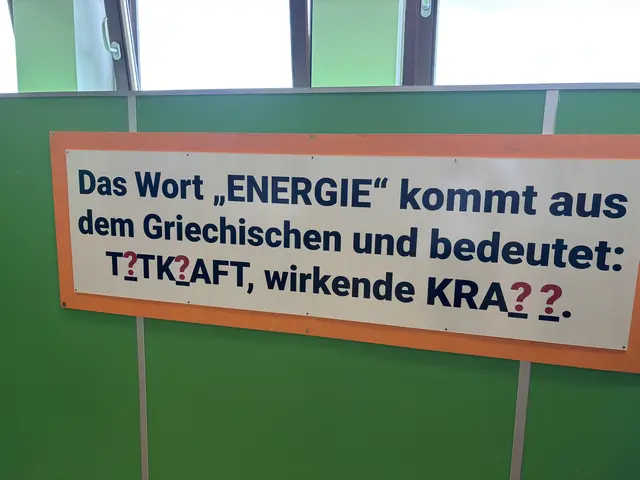 Das Wort „ENERGIE“ kommt aus
dem Griechischen und bedeutet:
T?TK?AFT, wirkende KRA? ?.